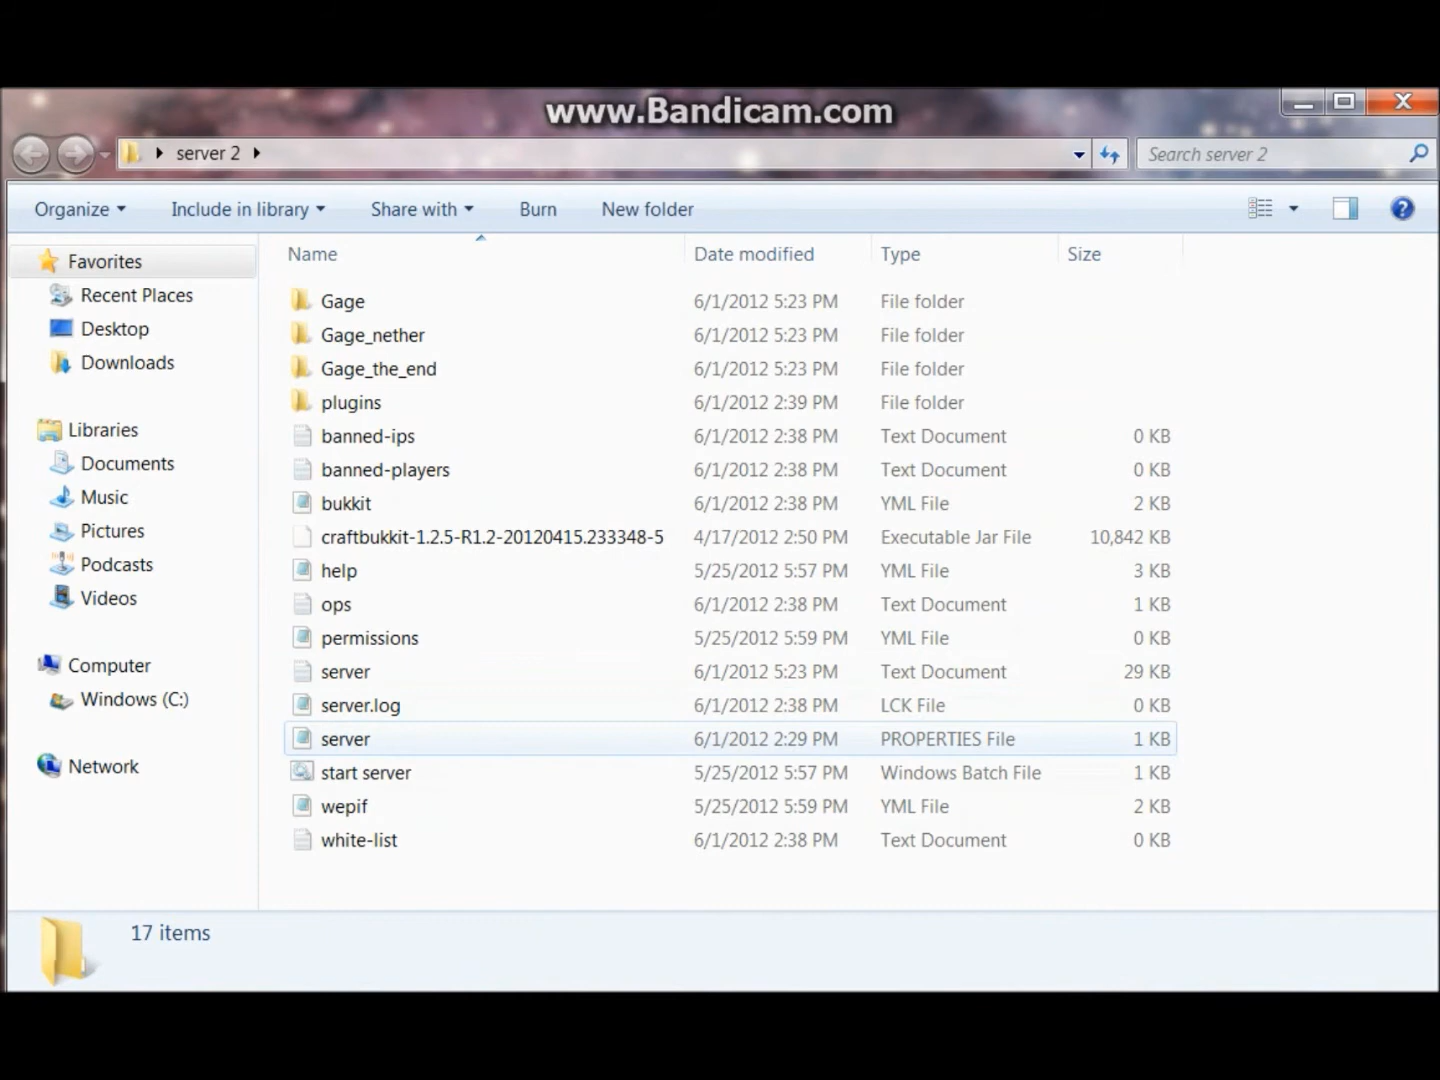 www.Bandicam.com
server 2
Search server 2
Organize Include in library Share with Burn New folder
Name Date modified Type Size
Favorites
Recent Places
Desktop
Downloads
Libraries
Documents
Music
Pictures
Podcasts
Videos
Computer
Windows (C:)
Network
Gage 6/1/2012 5:23 PM File folder
Gage_nether 6/1/2012 5:23 PM File folder
Gage_the_end 6/1/2012 5:23 PM File folder
plugins 6/1/2012 2:39 PM File folder
banned-ips 6/1/2012 2:38 PM Text Document 0 KB
banned-players 6/1/2012 2:38 PM Text Document 0 KB
bukkit 6/1/2012 2:38 PM YML File 2 KB
craftbukkit-1.2.5-R1.2-20120415.233348-5 4/17/2012 2:50 PM Executable Jar File 10,842 KB
help 5/25/2012 5:57 PM YML File 3 KB
ops 6/1/2012 2:38 PM Text Document 1 KB
permissions 5/25/2012 5:59 PM YML File 0 KB
server 6/1/2012 5:23 PM Text Document 29 KB
server.log 6/1/2012 2:38 PM LCK File 0 KB
server 6/1/2012 2:29 PM PROPERTIES File 1 KB
start server 5/25/2012 5:57 PM Windows Batch File 1 KB
wepif 5/25/2012 5:59 PM YML File 2 KB
white-list 6/1/2012 2:38 PM Text Document 0 KB
17 items